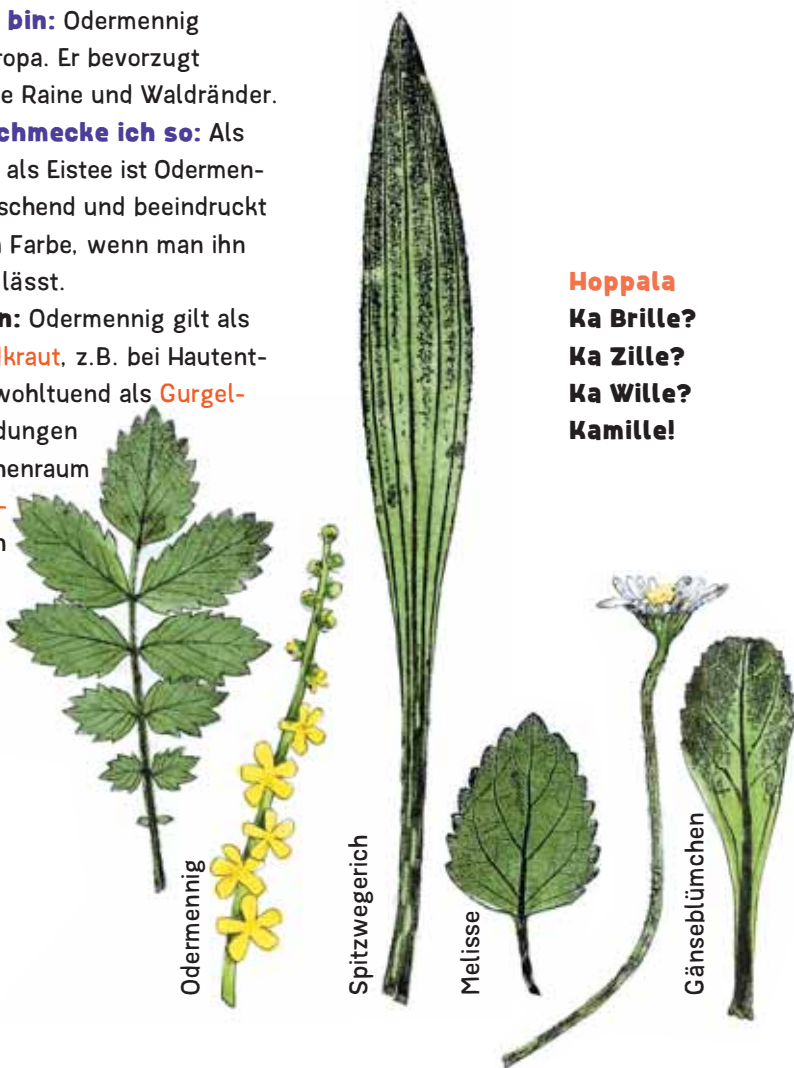 bin: Odermennig
ropa. Er bevorzugt
e Raine und Waldränder.
chmecke ich so: Als
als Eistee ist Odermen-
schend und beeindruckt
Farbe, wenn man ihn
lässt.
n: Odermennig gilt als
kraut, z.B. bei Hautent-
wohltuend als Gurgel-
dungen
enraum
-
n
Hoppala
Ka Brille?
Ka Zille?
Ka Wille?
Kamille!
Odermennig
Spitzwegerich
Melisse
Gänseblümchen